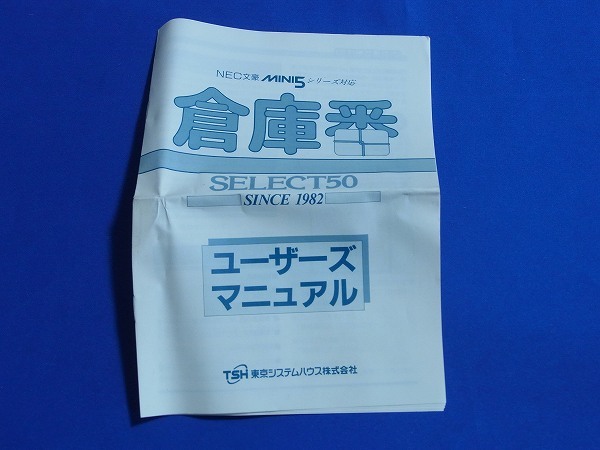 NEC文豪 MINI5 シリーズ対応
倉庫番
SELECT50
SINCE 1982
ユーザーズ
マニュアル
TSH 東京システムハウス株式会社